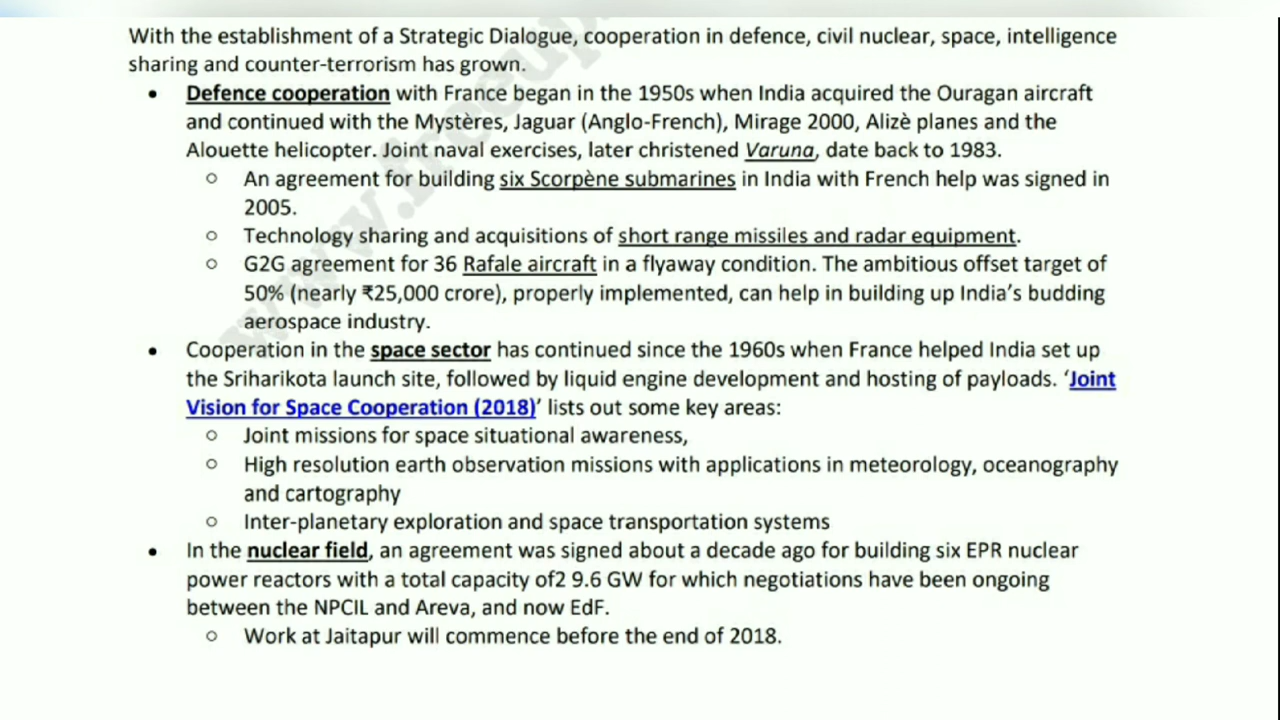 With the establishment of a Strategic Dialogue, cooperation in defence, civil nuclear, space, intelligence
sharing and counter-terrorism has grown.
• Defence cooperation with France began in the 1950s when India acquired the Ouragan aircraft
and continued with the Mystères, Jaguar (Anglo-French), Mirage 2000, Alizè planes and the
Alouette helicopter. Joint naval exercises, later christened Varuna, date back to 1983.
○ An agreement for building six Scorpène submarines in India with French help was signed in
2005.
○ Technology sharing and acquisitions of short range missiles and radar equipment.
○ G2G agreement for 36 Rafale aircraft in a flyaway condition. The ambitious offset target of
50% (nearly ₹25,000 crore), properly implemented, can help in building up India’s budding
aerospace industry.
• Cooperation in the space sector has continued since the 1960s when France helped India set up
the Sriharikota launch site, followed by liquid engine development and hosting of payloads. ‘Joint
Vision for Space Cooperation (2018)’ lists out some key areas:
○ Joint missions for space situational awareness,
○ High resolution earth observation missions with applications in meteorology, oceanography
and cartography
○ Inter-planetary exploration and space transportation systems
• In the nuclear field, an agreement was signed about a decade ago for building six EPR nuclear
power reactors with a total capacity of2 9.6 GW for which negotiations have been ongoing
between the NPCIL and Areva, and now EdF.
○ Work at Jaitapur will commence before the end of 2018.